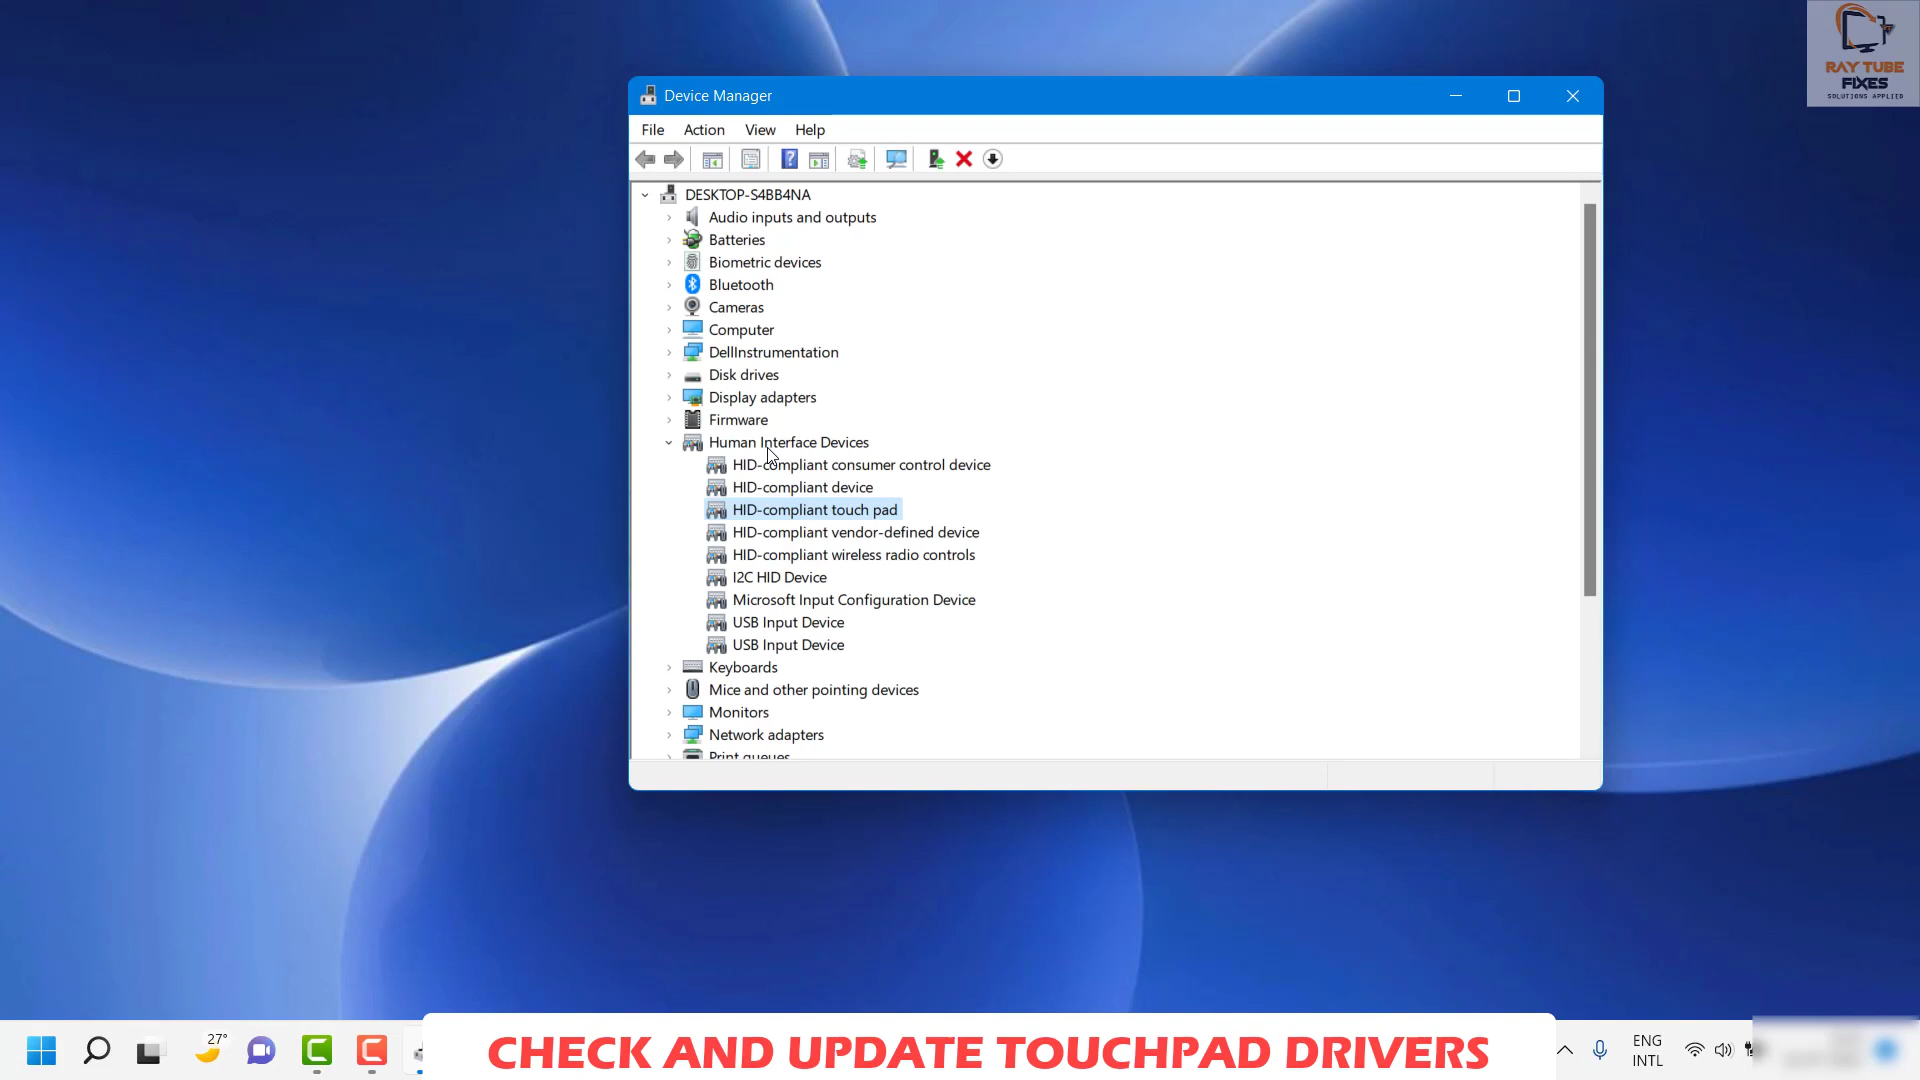 RAY TUBE
FIXES
SOLUTIONS APPLIED
Device Manager
File Action View Help
DESKTOP-S4BB4NA
Audio inputs and outputs
Batteries
Biometric devices
Bluetooth
Cameras
Computer
DellInstrumentation
Disk drives
Display adapters
Firmware
Human Interface Devices
HID-compliant consumer control device
HID-compliant device
HID-compliant touch pad
HID-compliant vendor-defined device
HID-compliant wireless radio controls
I2C HID Device
Microsoft Input Configuration Device
USB Input Device
USB Input Device
Keyboards
Mice and other pointing devices
Monitors
Network adapters
Print queues
27°
CHECK AND UPDATE TOUCHPAD DRIVERS
ENG
INTL